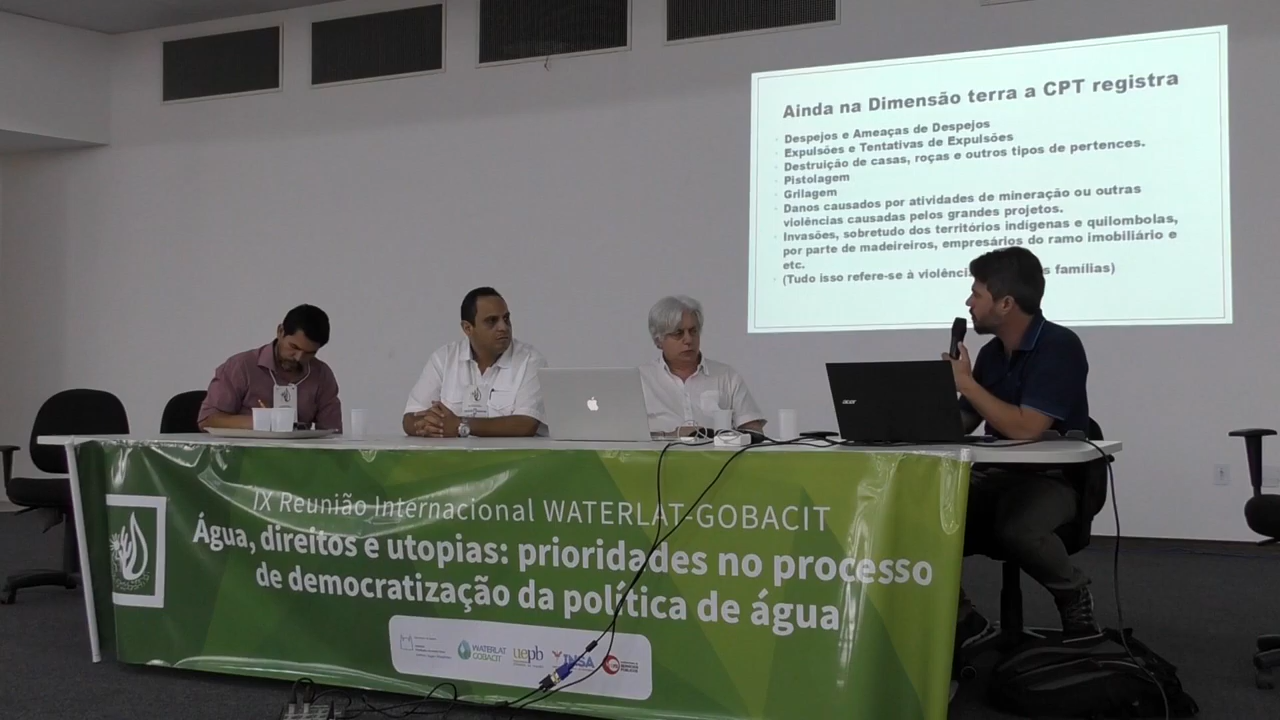 Ainda na Dimensão terra a CPT registra
Despejos e Ameaças de Despejos
Expulsões e Tentativas de Expulsões
Destruição de casas, roças e outros tipos de pertences.
Pistolagem
Grilagem
Danos causados por atividades de mineração ou outras
violências causadas pelos grandes projetos.
Invasões, sobretudo dos territórios indígenas e quilombolas,
por parte de madeireiros, empresários do ramo imobiliário e
etc.
(Tudo isso refere-se à famílias)
acer
IX Reunião Internacional WATERLAT-GOBACIT
Água, direitos e utopias: prioridades no processo
de democratização da política de água
WATERLAT
GOBACIT
uepb
INSA